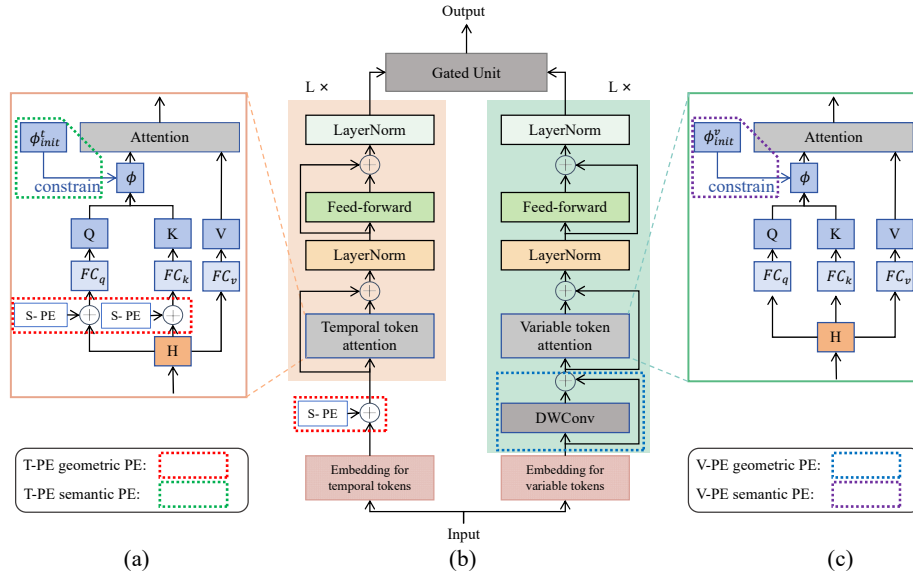 Output
Gated Unit
L ×
L ×
ϕᵗ_init
Attention
constrain
ϕ
Q
K
V
FC_q
FC_k
FC_v
S- PE
S- PE
H
LayerNorm
Feed-forward
LayerNorm
Temporal token
attention
S- PE
Embedding for
temporal tokens
LayerNorm
Feed-forward
LayerNorm
Variable token
attention
DWConv
Embedding for
variable tokens
Input
ϕᵛ_init
Attention
constrain
ϕ
Q
K
V
FC_q
FC_k
FC_v
H
T-PE geometric PE:
T-PE semantic PE:
V-PE geometric PE:
V-PE semantic PE:
(a)
(b)
(c)